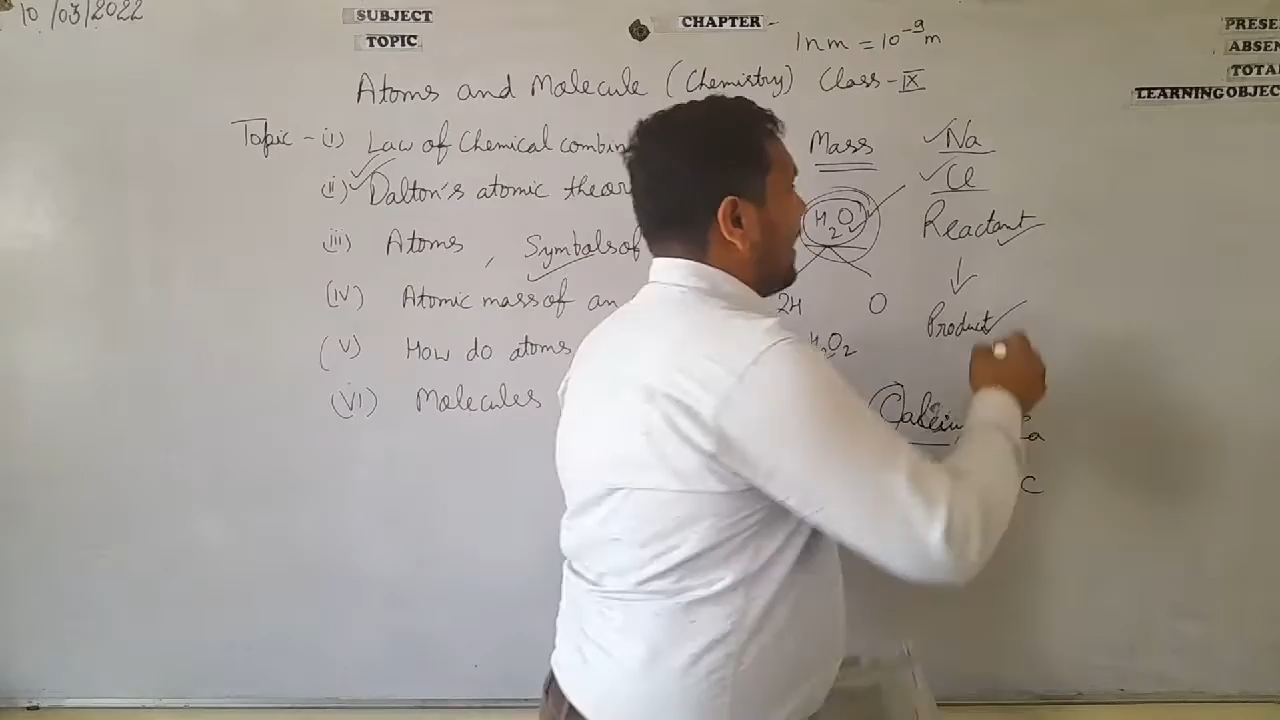 10/03/2022
SUBJECT
CHAPTER -
TOPIC
1nm = 10⁻⁹m
PRESE
ABSEN
TOTA
LEARNING OBJEC
Atoms and Molecule (Chemistry) Class - IX
Topic - (i) Law of Chemical combin
(ii) Dalton's atomic theor
(iii) Atoms, Symbols of
(iv) Atomic mass of an
(v) How do atoms
(vi) Molecules
Mass
H₂O
2H O
H₂O₂
Na
Cl
Reactant
↓
Product
a
C